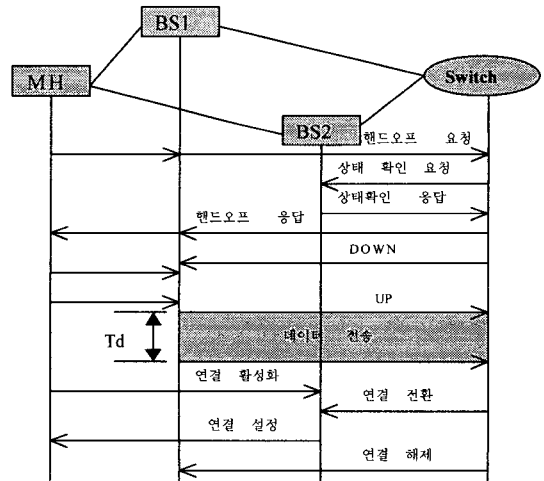 BS1
MH
Switch
BS2
핸드오프 요청
상태 확인 요청
상태확인 응답
핸드오프 응답
DOWN
UP
Td
데이터 전송
연결 활성화
연결 전환
연결 설정
연결 해제